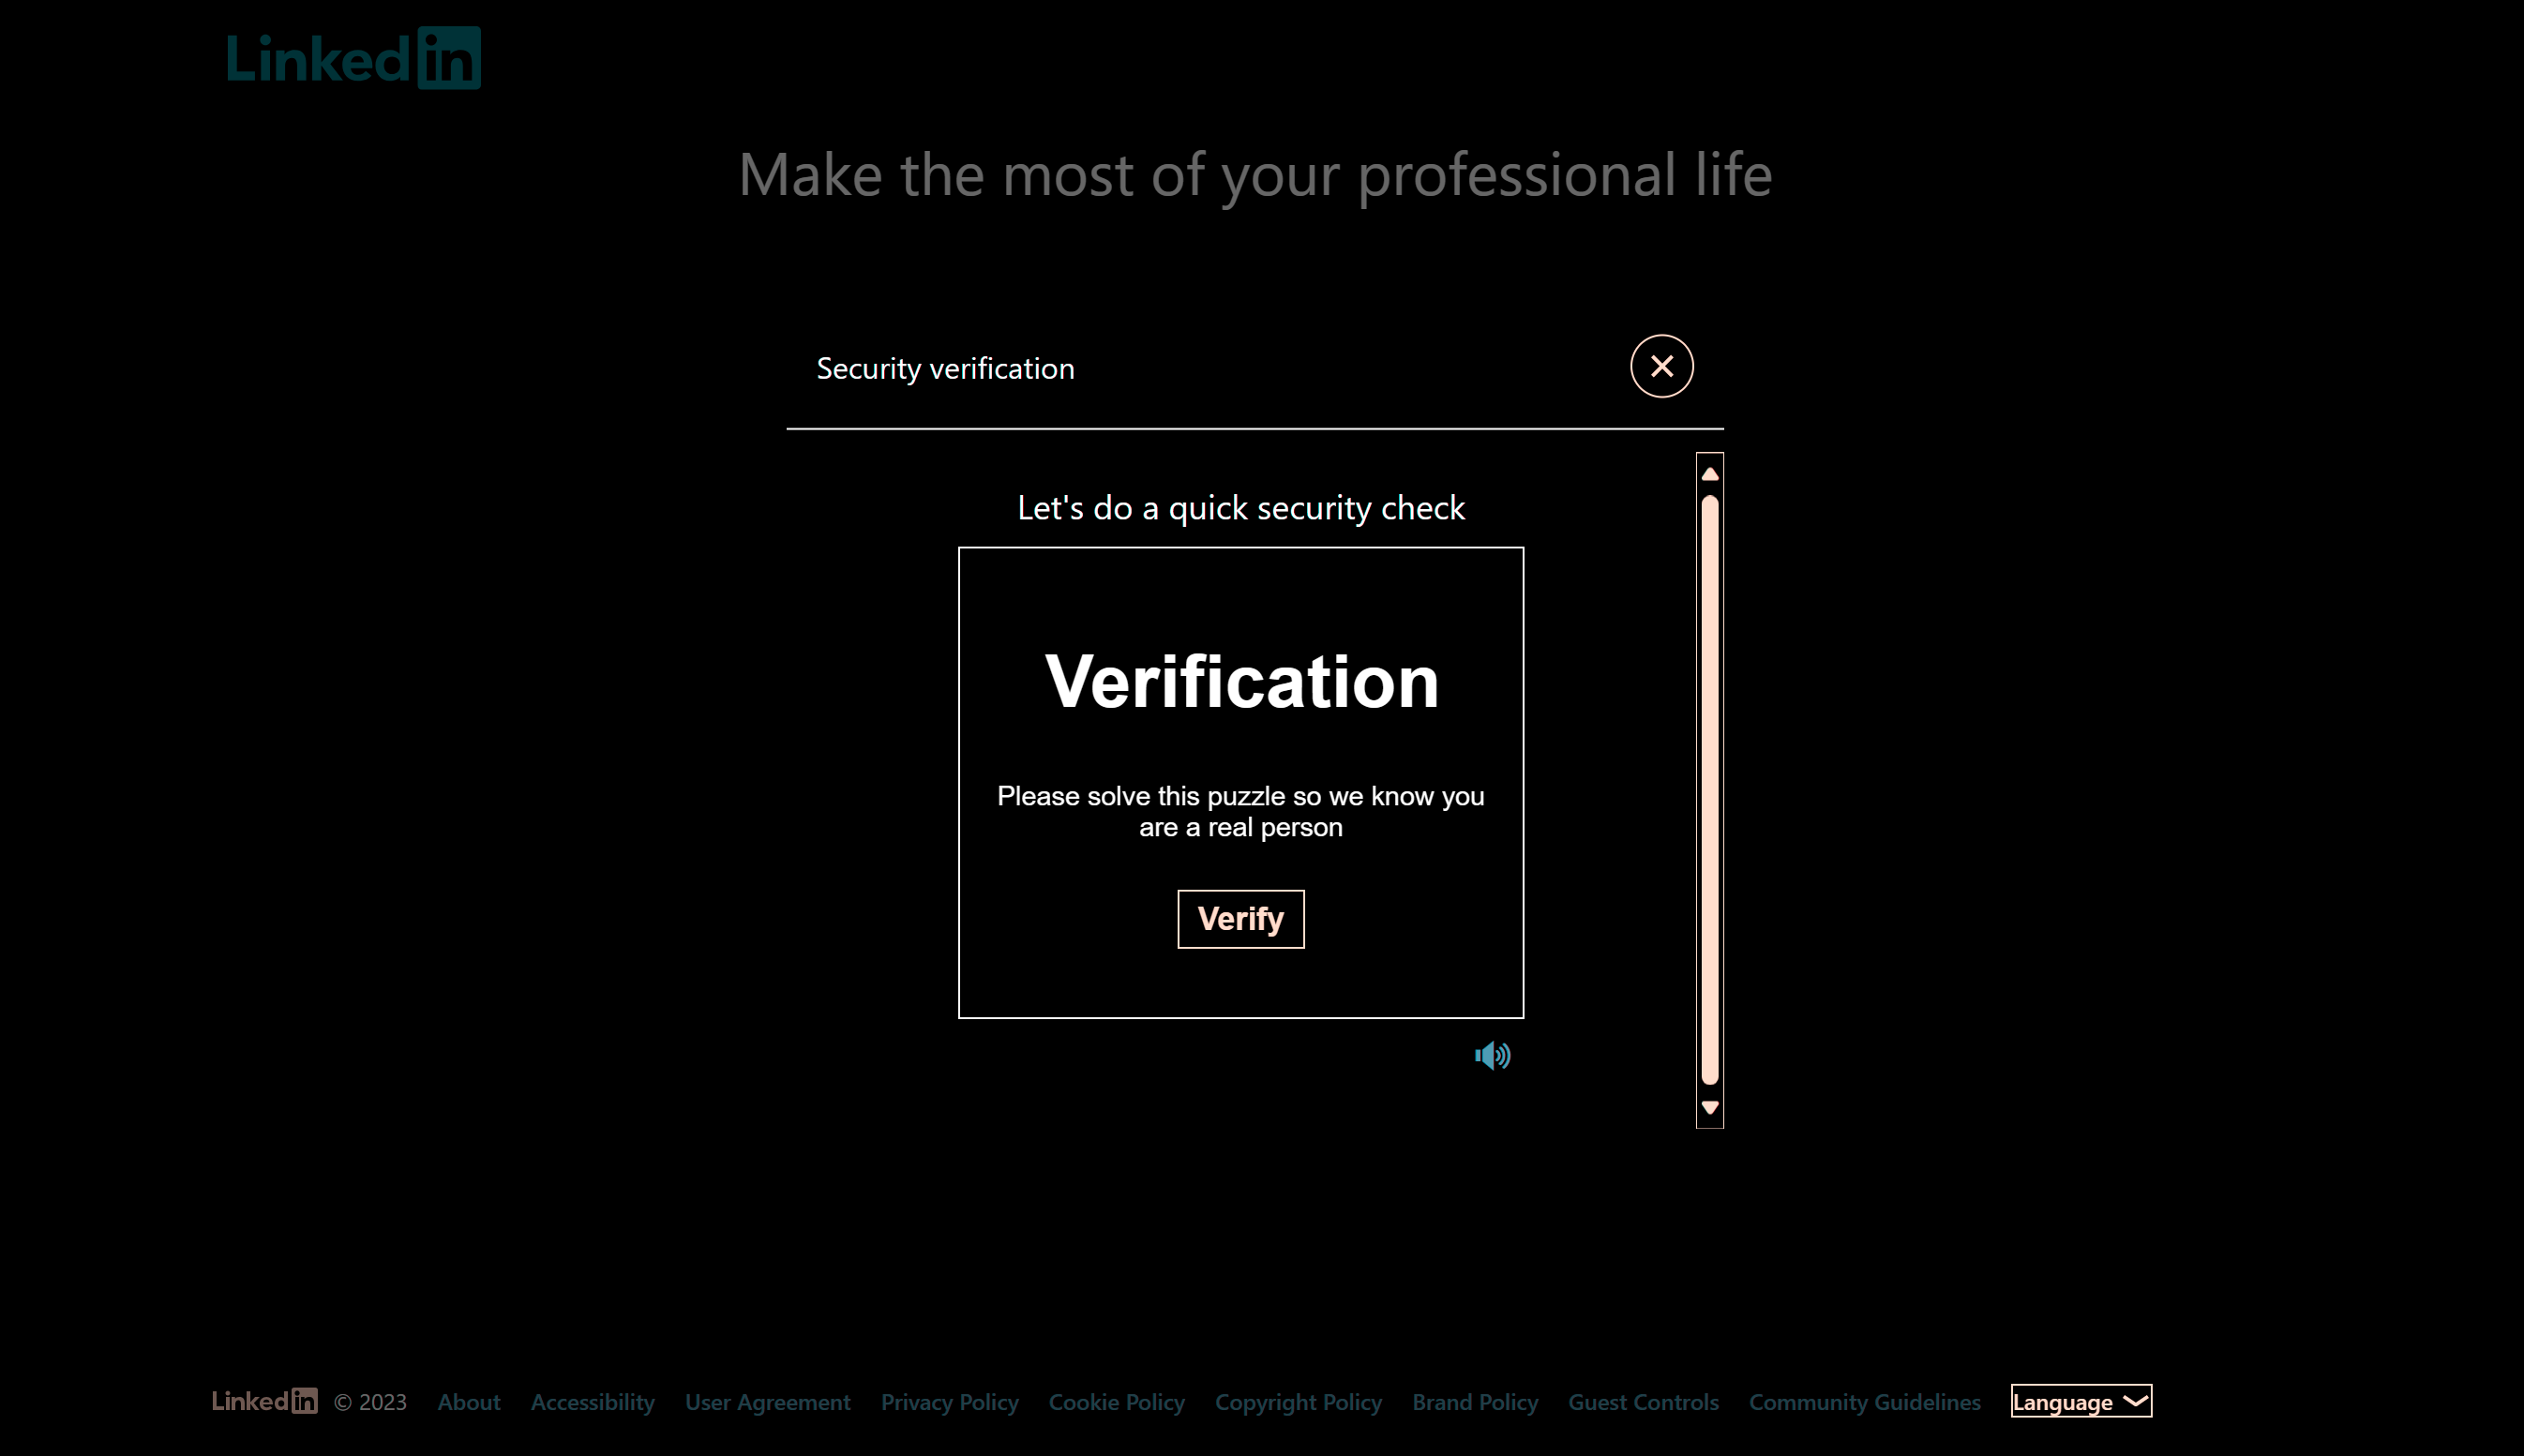 LinkedIn
Make the most of your professional life
Security verification
Let's do a quick security check
Verification
Please solve this puzzle so we know you
are a real person
Verify
LinkedIn © 2023 About Accessibility User Agreement Privacy Policy Cookie Policy Copyright Policy Brand Policy Guest Controls Community Guidelines Language